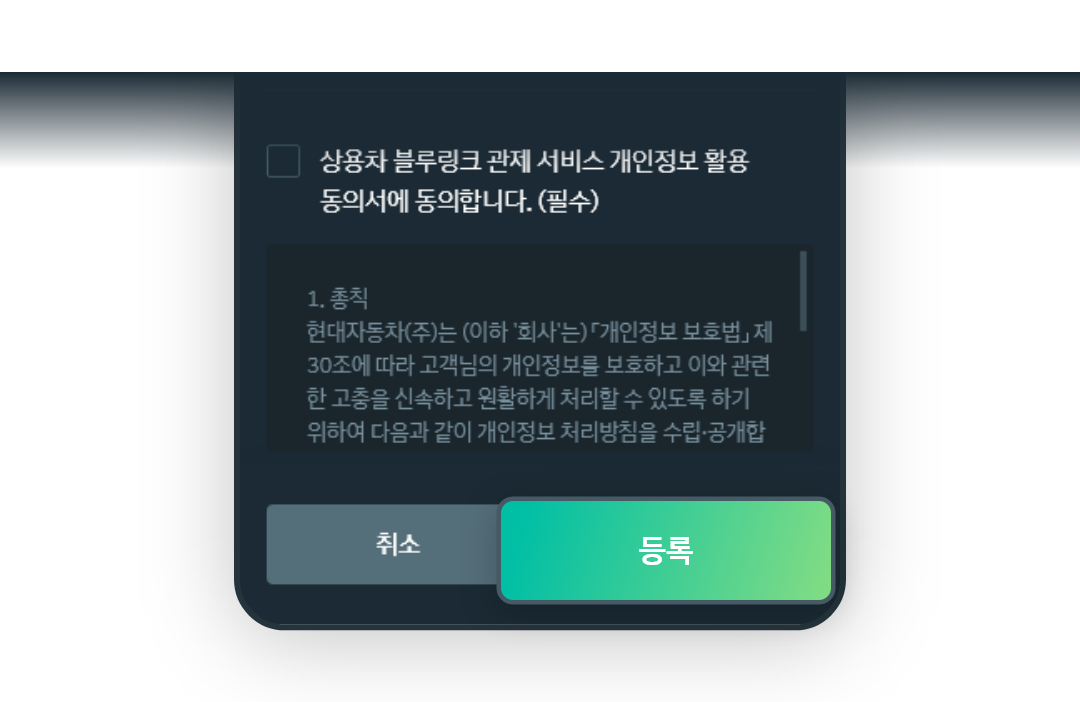 상용차 블루링크 관제 서비스 개인정보 활용
동의서에 동의합니다. (필수)
1. 총칙
현대자동차(주)는 (이하 '회사'는)「개인정보 보호법」제
30조에 따라 고객님의 개인정보를 보호하고 이와 관련
한 고충을 신속하고 원활하게 처리할 수 있도록 하기
위하여 다음과 같이 개인정보 처리방침을 수립·공개합
취소
등록